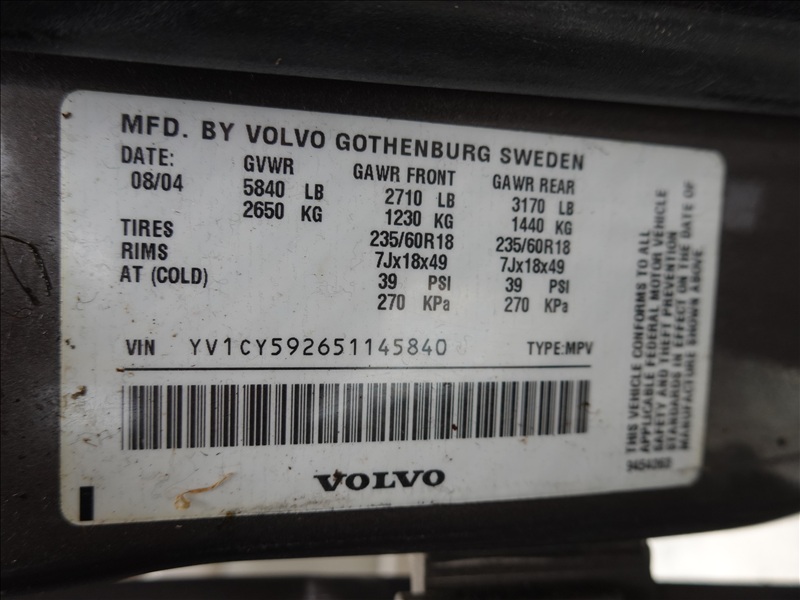 MFD. BY VOLVO GOTHENBURG SWEDEN
DATE: GVWR GAWR FRONT GAWR REAR
08/04 5840 LB 2710 LB 3170 LB
2650 KG 1230 KG 1440 KG
TIRES 235/60R18 235/60R18
RIMS 7Jx18x49 7Jx18x49
AT (COLD) 39 PSI 39 PSI
270 KPa 270 KPa
VIN YV1CY592651145840 TYPE:MPV
VOLVO
THIS VEHICLE CONFORMS TO ALL
APPLICABLE FEDERAL MOTOR VEHICLE
SAFETY AND THEFT PREVENTION
STANDARDS IN EFFECT ON THE DATE OF
MANUFACTURE SHOWN ABOVE.